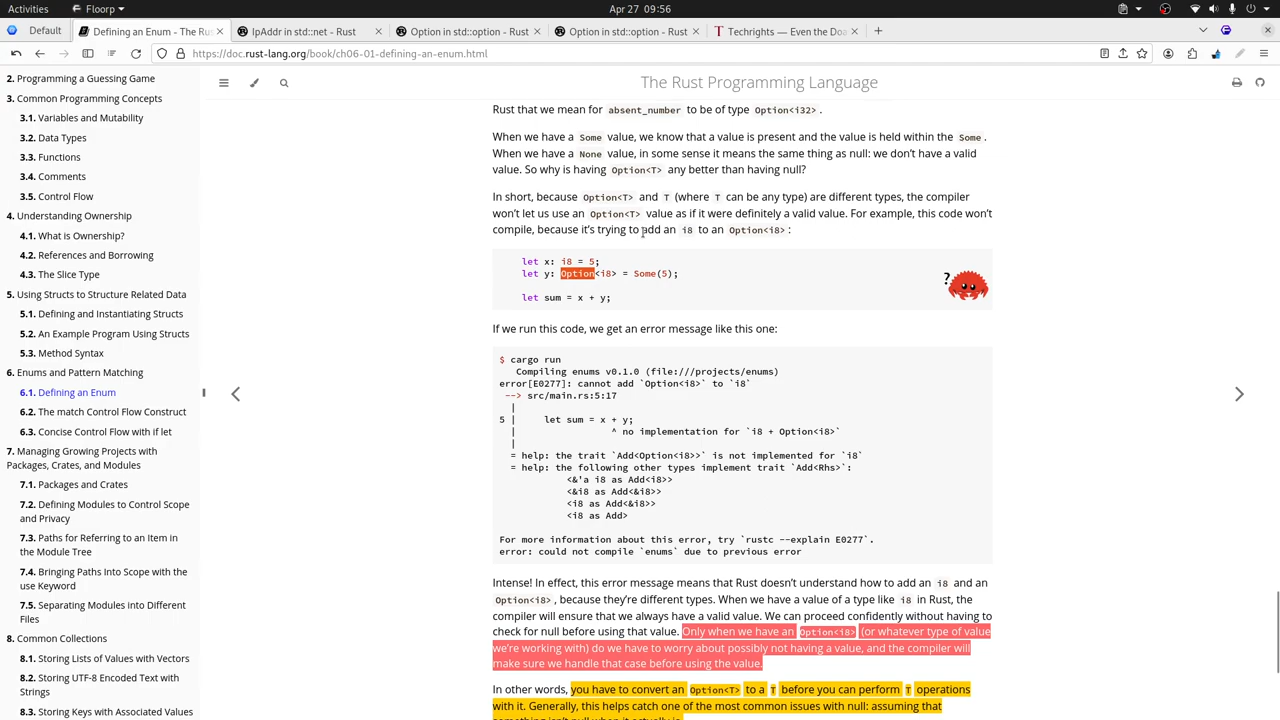 Activities
Floorp
Apr 27 09:56
Default
Defining an Enum - The Rus
IpAddr in std::net - Rust
Option in std::option - Rust
Option in std::option - Rust
Techrights — Even the Doa
https://doc.rust-lang.org/book/ch06-01-defining-an-enum.html
2. Programming a Guessing Game
3. Common Programming Concepts
3.1. Variables and Mutability
3.2. Data Types
3.3. Functions
3.4. Comments
3.5. Control Flow
4. Understanding Ownership
4.1. What is Ownership?
4.2. References and Borrowing
4.3. The Slice Type
5. Using Structs to Structure Related Data
5.1. Defining and Instantiating Structs
5.2. An Example Program Using Structs
5.3. Method Syntax
6. Enums and Pattern Matching
6.1. Defining an Enum
6.2. The match Control Flow Construct
6.3. Concise Control Flow with if let
7. Managing Growing Projects with
Packages, Crates, and Modules
7.1. Packages and Crates
7.2. Defining Modules to Control Scope
and Privacy
7.3. Paths for Referring to an Item in
the Module Tree
7.4. Bringing Paths Into Scope with the
use Keyword
7.5. Separating Modules into Different
Files
8. Common Collections
8.1. Storing Lists of Values with Vectors
8.2. Storing UTF-8 Encoded Text with
Strings
8.3. Storing Keys with Associated Values
The Rust Programming Language
Rust that we mean for absent_number to be of type Option<i32>.
When we have a Some value, we know that a value is present and the value is held within the Some.
When we have a None value, in some sense it means the same thing as null: we don’t have a valid
value. So why is having Option<T> any better than having null?
In short, because Option<T> and T (where T can be any type) are different types, the compiler
won’t let us use an Option<T> value as if it were definitely a valid value. For example, this code won’t
compile, because it’s trying to add an i8 to an Option<i8>:
let x: i8 = 5;
let y: Option<i8> = Some(5);
let sum = x + y;
?
If we run this code, we get an error message like this one:
$ cargo run
Compiling enums v0.1.0 (file:///projects/enums)
error[E0277]: cannot add `Option<i8>` to `i8`
--> src/main.rs:5:17
|
5 |     let sum = x + y;
|               ^ no implementation for `i8 + Option<i8>`
|
= help: the trait `Add<Option<i8>>` is not implemented for `i8`
= help: the following other types implement trait `Add<Rhs>`:
<&'a i8 as Add<i8>>
<&i8 as Add<&i8>>
<i8 as Add<&i8>>
<i8 as Add>
For more information about this error, try `rustc --explain E0277`.
error: could not compile `enums` due to previous error
Intense! In effect, this error message means that Rust doesn’t understand how to add an i8 and an
Option<i8>, because they’re different types. When we have a value of a type like i8 in Rust, the
compiler will ensure that we always have a valid value. We can proceed confidently without having to
check for null before using that value. Only when we have an Option<i8> (or whatever type of value
we’re working with) do we have to worry about possibly not having a value, and the compiler will
make sure we handle that case before using the value.
In other words, you have to convert an Option<T> to a T before you can perform T operations
with it. Generally, this helps catch one of the most common issues with null: assuming that